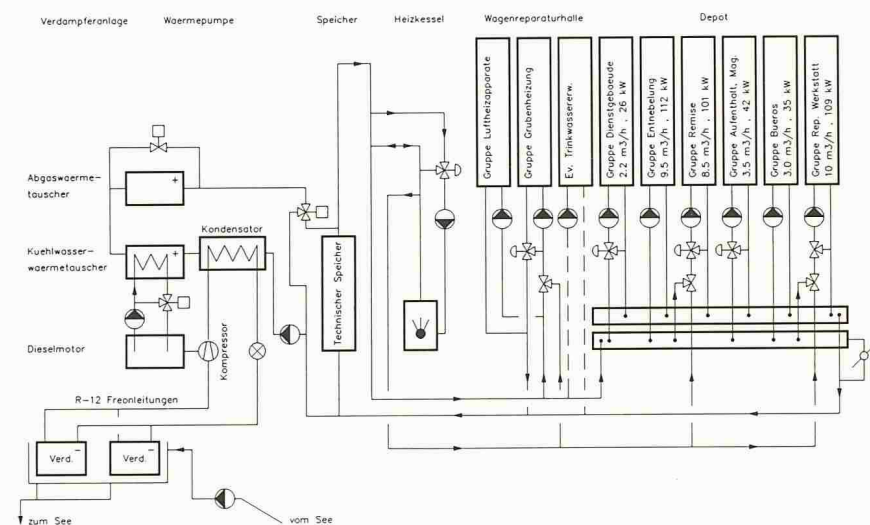 Verdampferanlage Waermepumpe Speicher Heizkessel Wagenreparaturhalle Depot
Abgaswaerme-
tauscher
Kuehlwasser-
waermetauscher
Dieselmotor
Kondensator
Kompressor
R-12 Freonleitungen
Verd.
Verd.
zum See
vom See
Technischer Speicher
Gruppe Luftheizapparate
Gruppe Grubenheizung
Ev. Trinkwassererw.
Gruppe Dienstgebaeude
2.2 m3/h , 26 kW
Gruppe Entnebelung
9.5 m3/h , 112 kW
Gruppe Remise
8.5 m3/h , 101 kW
Gruppe Aufenthalt, Mag.
3.5 m3/h , 42 kW
Gruppe Bueros
3.0 m3/h , 35 kW
Gruppe Rep. Werkstatt
10 m3/h , 109 kW